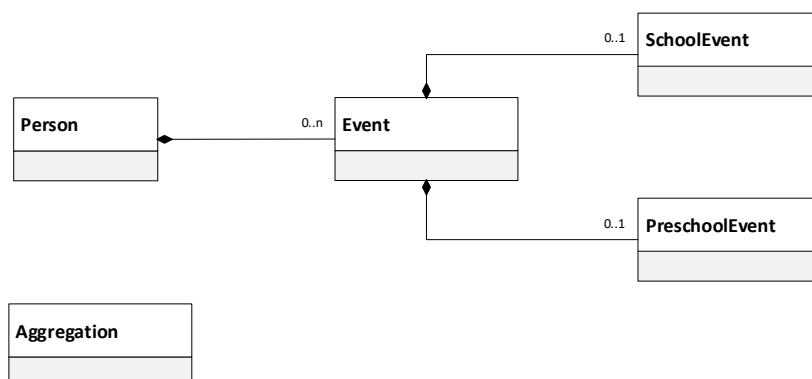 0..1
SchoolEvent
Person
0..n
Event
0..1
PreschoolEvent
Aggregation